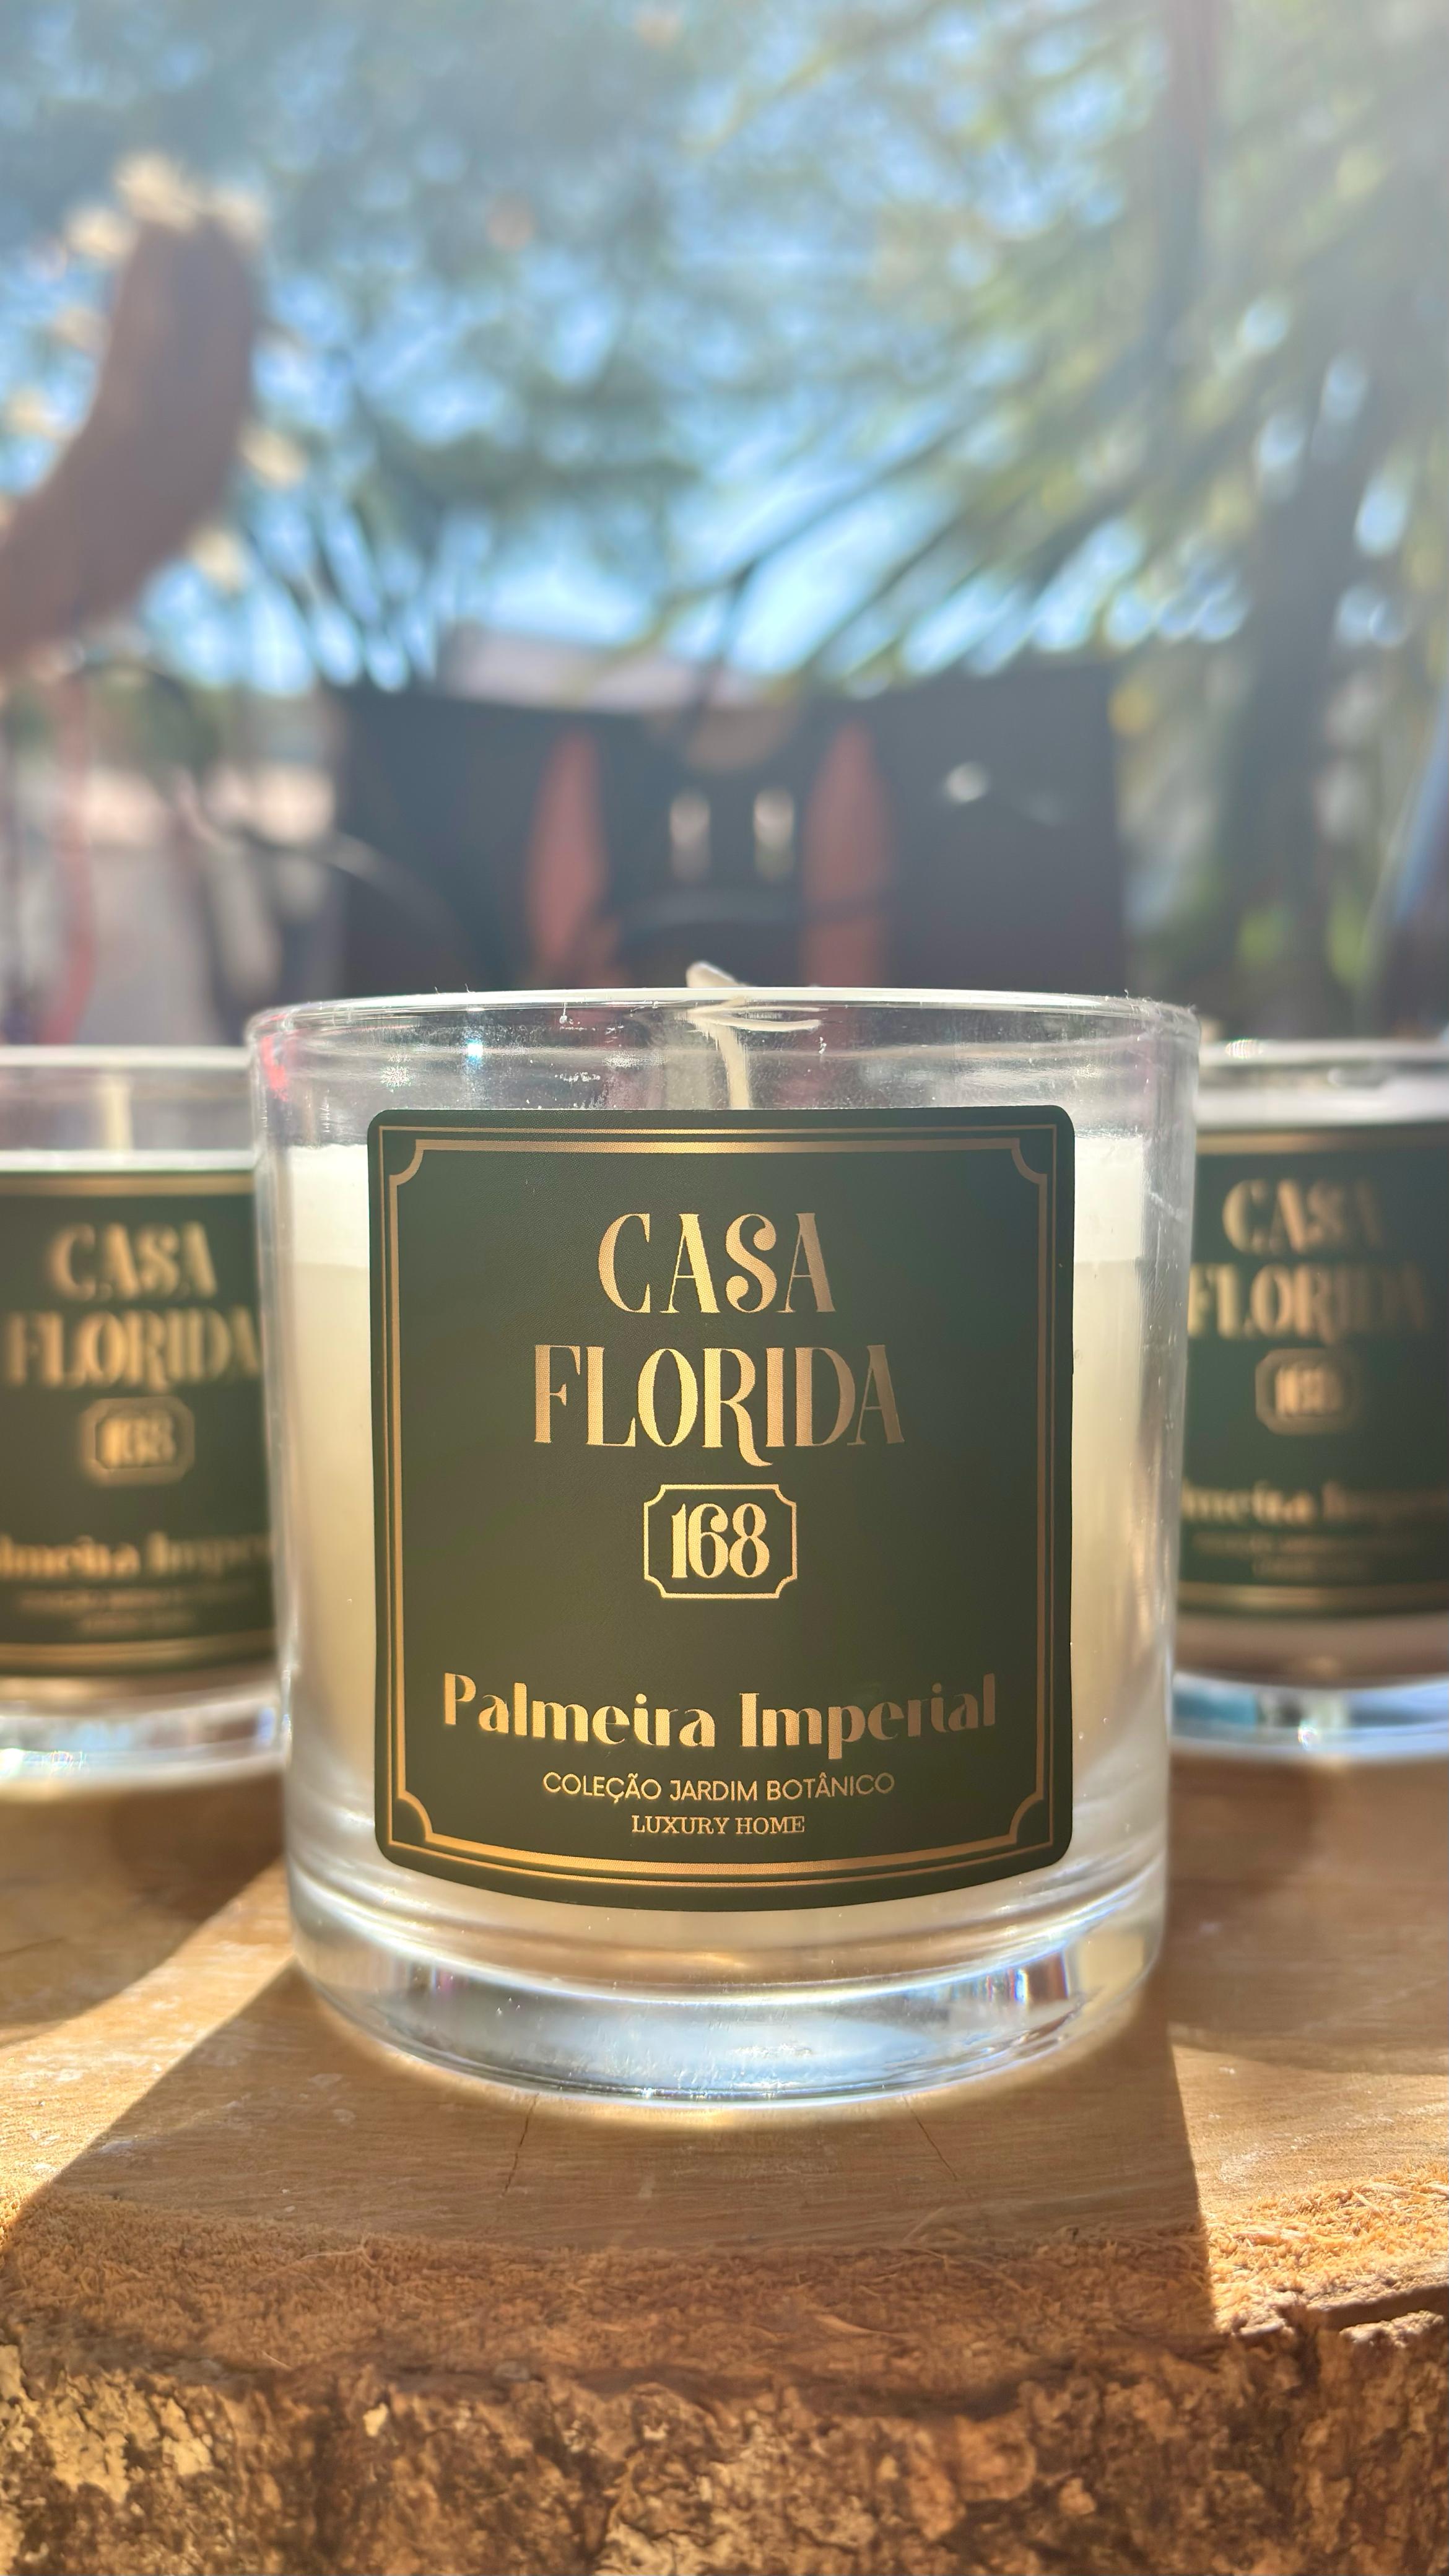 CASA
FLORIDA
168
Palmeira Imperial
COLEÇÃO JARDIM BOTÂNICO
LUXURY HOME
CASA
FLORIDA
168
CASA
FLORIDA
168